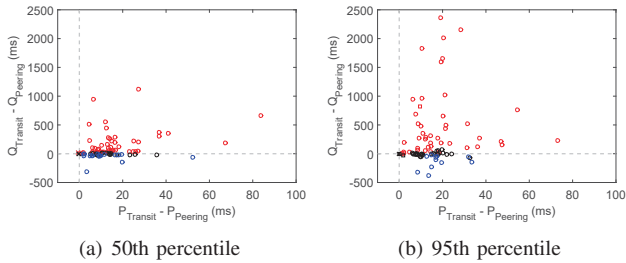 2500
2000
1500
1000
500
0
-500
Q_Transit - Q_Peering (ms)
0 20 40 60 80 100
P_Transit - P_Peering (ms)
(a) 50th percentile
2500
2000
1500
1000
500
0
-500
Q_Transit - Q_Peering (ms)
0 20 40 60 80 100
P_Transit - P_Peering (ms)
(b) 95th percentile